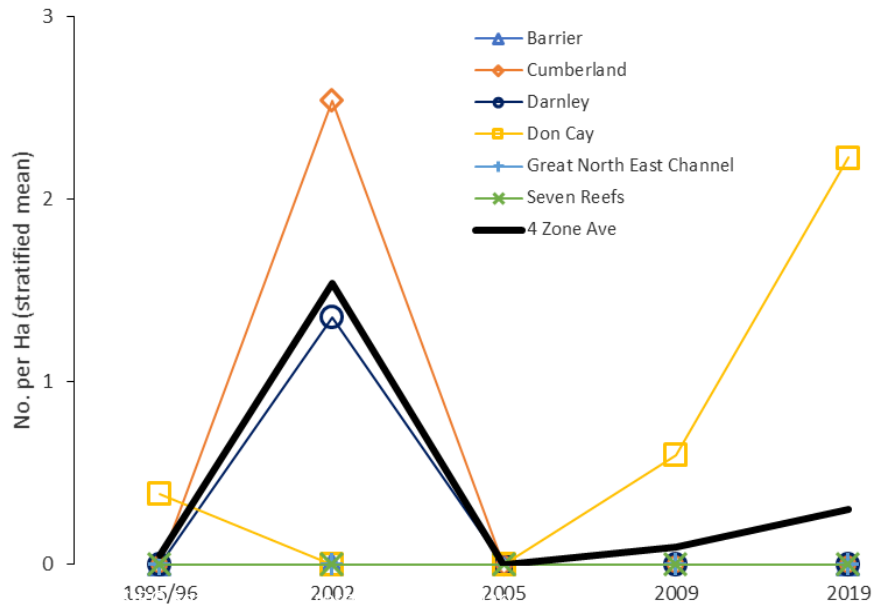 3
2
1
0
No. per Ha (stratified mean)
Barrier
Cumberland
Darnley
Don Cay
Great North East Channel
Seven Reefs
4 Zone Ave
1995/96
2002
2005
2009
2019